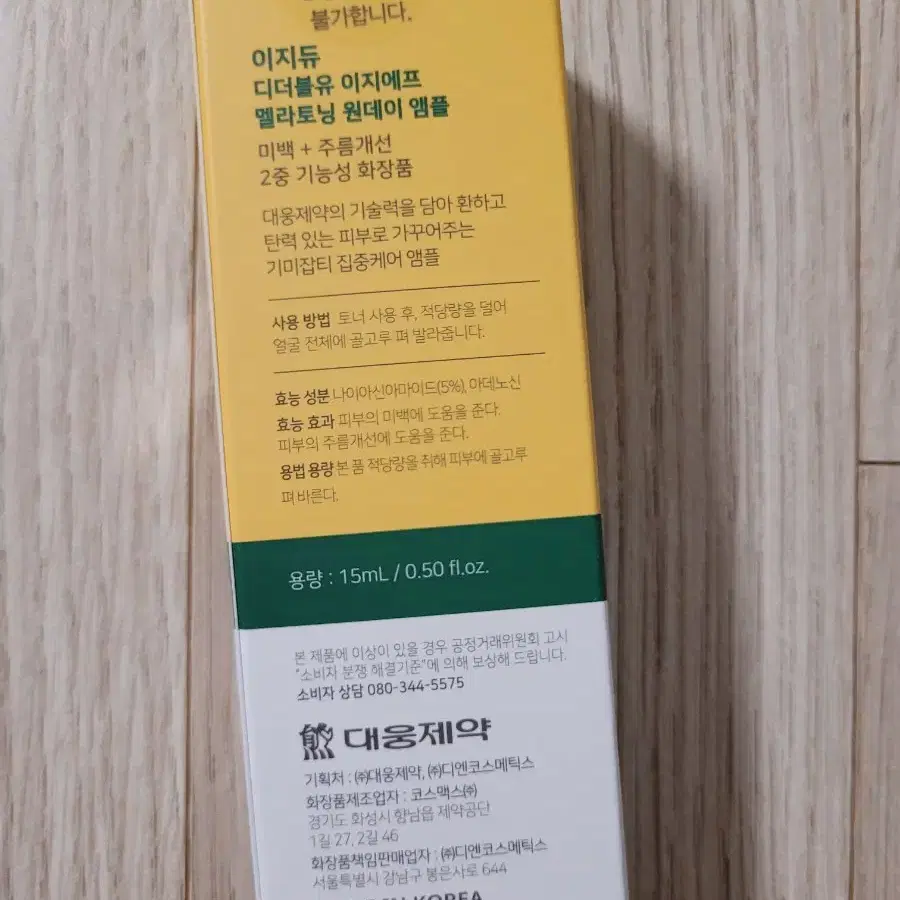 불가합니다.
이지듀
디더블유 이지에프
멜라토닝 원데이 앰플
미백 + 주름개선
2중 기능성 화장품
대웅제약의 기술력을 담아 환하고
탄력 있는 피부로 가꾸어주는
기미잡티 집중케어 앰플
사용 방법 토너 사용 후, 적당량을 덜어
얼굴 전체에 골고루 펴 발라줍니다.
효능 성분 나이아신아마이드(5%), 아데노신
효능 효과 피부의 미백에 도움을 준다.
피부의 주름개선에 도움을 준다.
용법 용량 본 품 적당량을 취해 피부에 골고루
펴 바른다.
용량 : 15mL / 0.50 fl.oz.
본 제품에 이상이 있을 경우 공정거래위원회 고시
"소비자 분쟁 해결기준"에 의해 보상해 드립니다.
소비자 상담 080-344-5575
대웅제약
기획처 : ㈜대웅제약, ㈜디엔코스메틱스
화장품제조업자 : 코스맥스㈜
경기도 화성시 향남읍 제약공단
1길 27, 2길 46
화장품책임판매업자 : ㈜디엔코스메틱스
서울특별시 강남구 봉은사로 644
KOREA